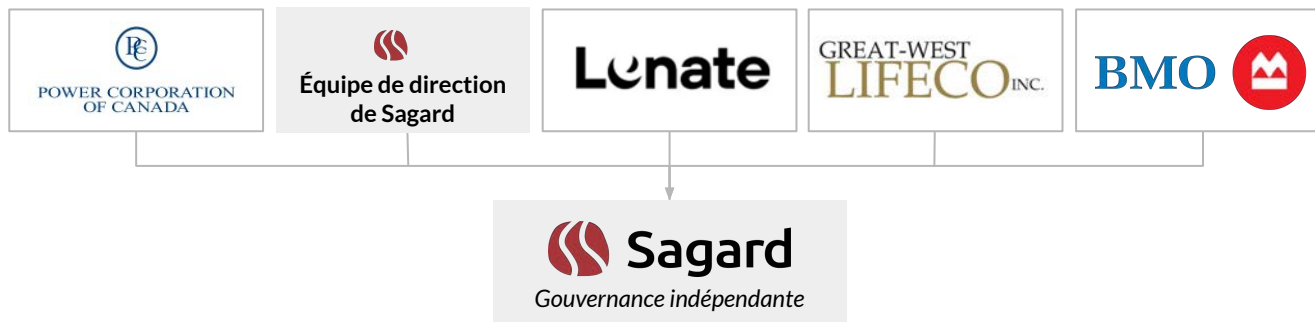 PC
POWER CORPORATION
OF CANADA
Équipe de direction
de Sagard
Lunate
GREAT-WEST
LIFECO INC.
BMO
Sagard
Gouvernance indépendante